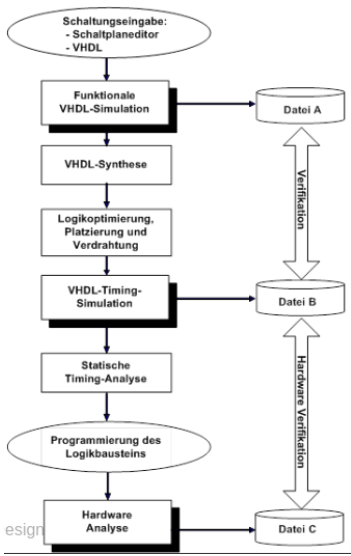 Schaltungseingabe:
- Schaltplaneditor
- VHDL
Funktionale
VHDL-Simulation
Datei A
VHDL-Synthese
Verifikation
Logikoptimierung,
Platzierung und
Verdrahtung
VHDL-Timing-
Simulation
Datei B
Statische
Timing-Analyse
Hardware Verifikation
Programmierung des
Logikbausteins
esign
Hardware
Analyse
Datei C